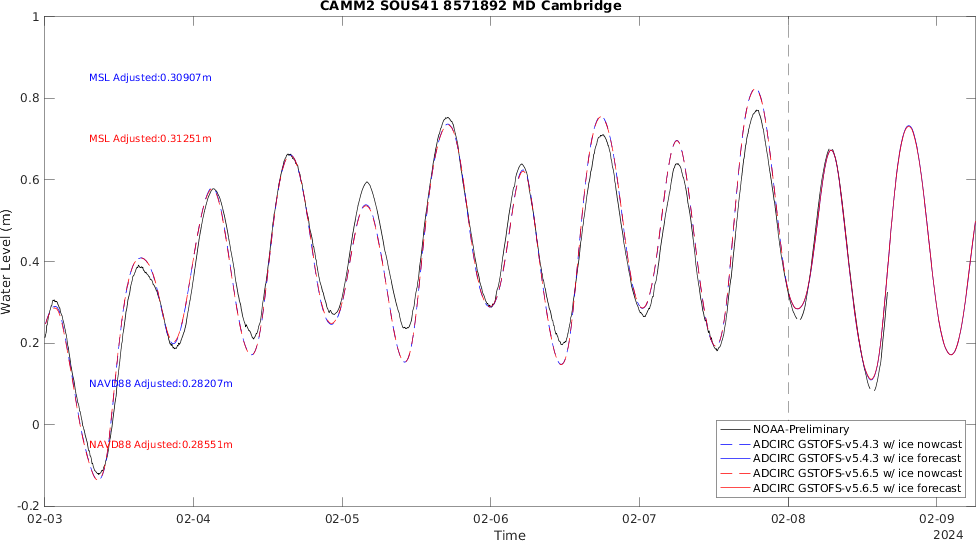 CAMM2 SOUS41 8571892 MD Cambridge
1
0.8
0.6
0.4
0.2
0
-0.2
Water Level (m)
MSL Adjusted:0.30907m
MSL Adjusted:0.31251m
NAVD88 Adjusted:0.28207m
NAVD88 Adjusted:0.28551m
NOAA-Preliminary
ADCIRC GSTOFS-v5.4.3 w/ ice nowcast
ADCIRC GSTOFS-v5.4.3 w/ ice forecast
ADCIRC GSTOFS-v5.6.5 w/ ice nowcast
ADCIRC GSTOFS-v5.6.5 w/ ice forecast
02-03 02-04 02-05 02-06 02-07 02-08 02-09
2024
Time